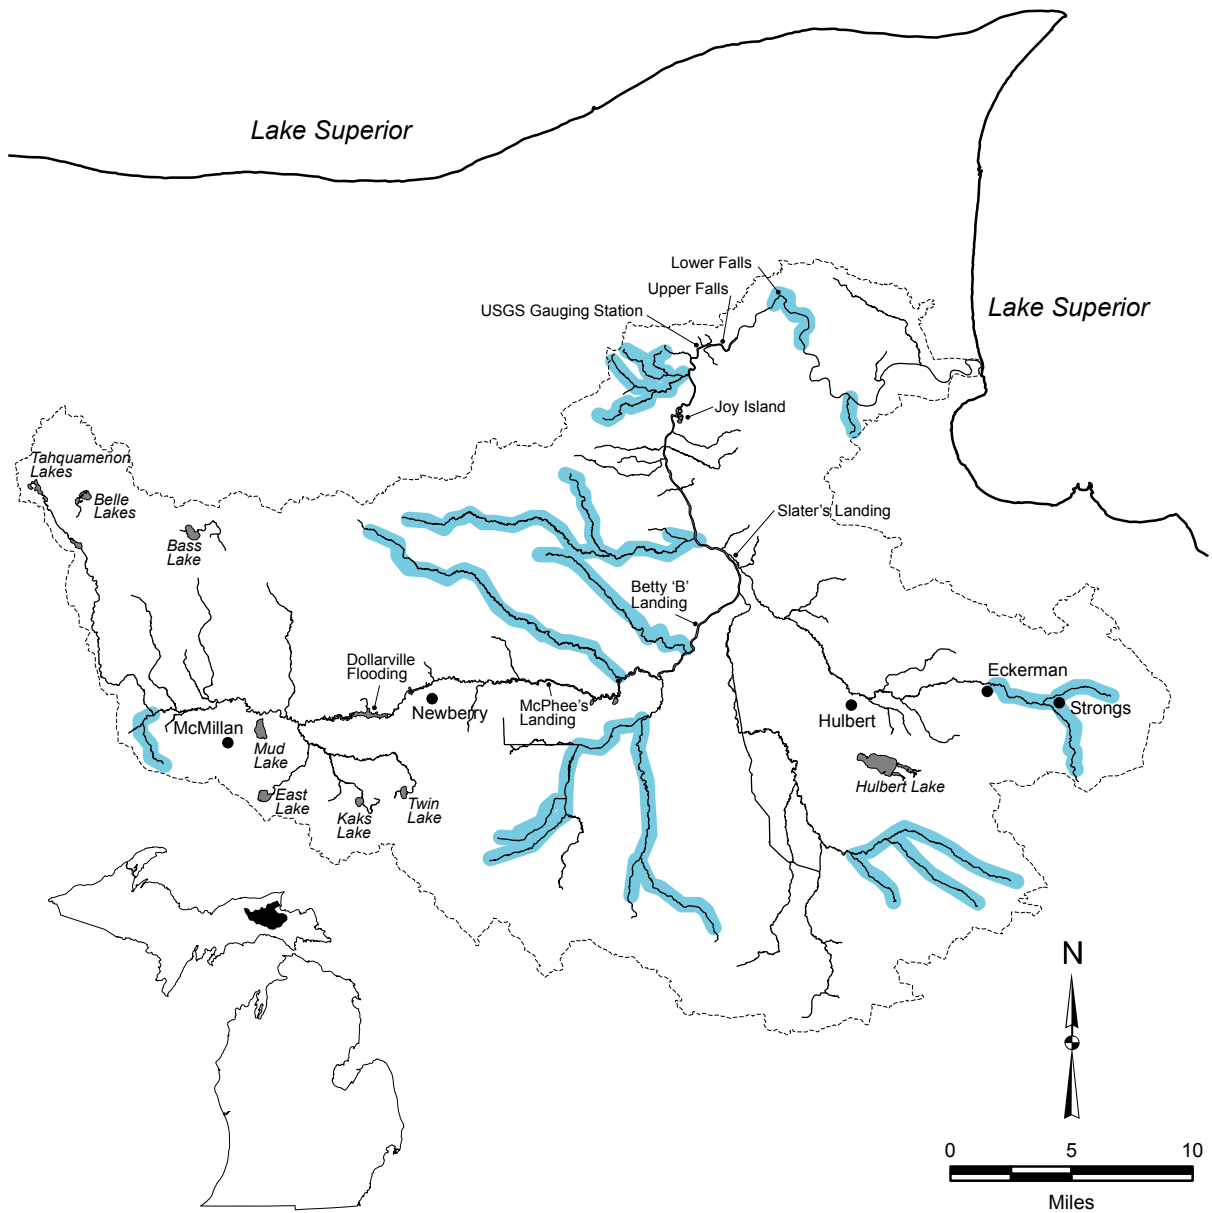 Lake Superior
Lower Falls
Upper Falls
USGS Gauging Station
Lake Superior
Joy Island
Tahquamenon
Lakes
Belle
Lakes
Bass
Lake
Slater's Landing
Betty 'B'
Landing
Dollarville
Flooding
Eckerman
McPhee's
Landing
Newberry
Strongs
Hulbert
McMillan
Mud
Lake
Hulbert Lake
East
Lake
Kaks
Lake
Twin
Lake
N
0 5 10
Miles